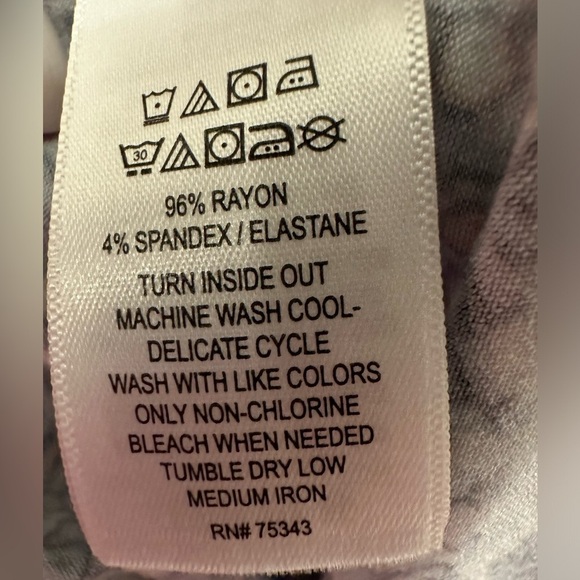 30
96% RAYON
4% SPANDEX / ELASTANE
TURN INSIDE OUT
MACHINE WASH COOL-
DELICATE CYCLE
WASH WITH LIKE COLORS
ONLY NON-CHLORINE
BLEACH WHEN NEEDED
TUMBLE DRY LOW
MEDIUM IRON
RN# 75343